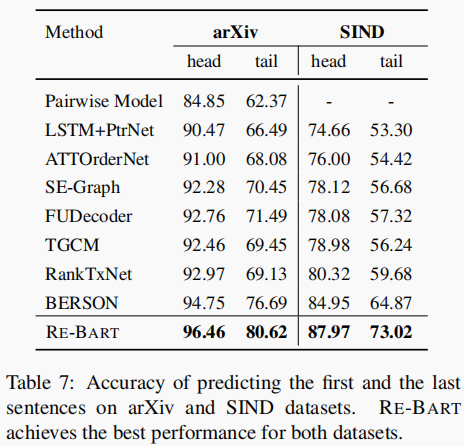 Method arXiv SIND
head tail head tail
Pairwise Model 84.85 62.37 - -
LSTM+PtrNet 90.47 66.49 74.66 53.30
ATTOrderNet 91.00 68.08 76.00 54.42
SE-Graph 92.28 70.45 78.12 56.68
FUDecoder 92.76 71.49 78.08 57.32
TGCM 92.46 69.45 78.98 56.24
RankTxNet 92.97 69.13 80.32 59.68
BERSON 94.75 76.69 84.95 64.87
RE-BART 96.46 80.62 87.97 73.02
Table 7: Accuracy of predicting the first and the last
sentences on arXiv and SIND datasets. RE-BART
achieves the best performance for both datasets.